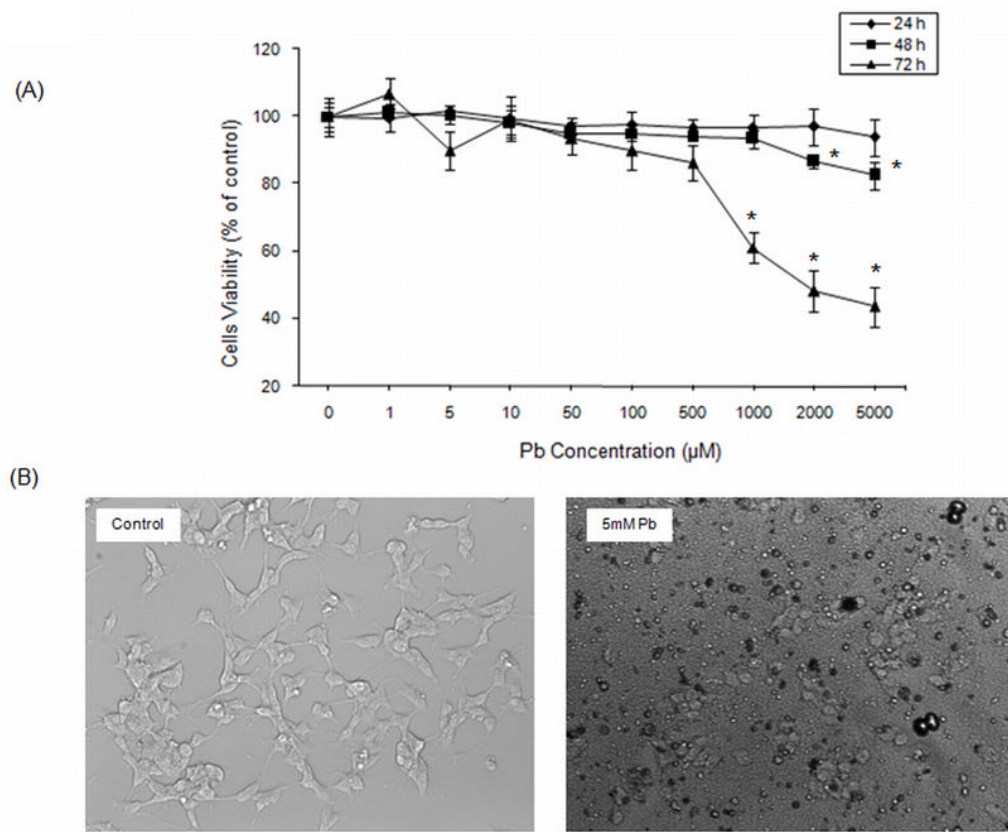 (A)
24 h
48 h
72 h
120
100
80
60
40
20
Cells Viability (% of control)
*
*
*
*
*
0 1 5 10 50 100 500 1000 2000 5000
Pb Concentration (µM)
(B)
Control
5mM Pb